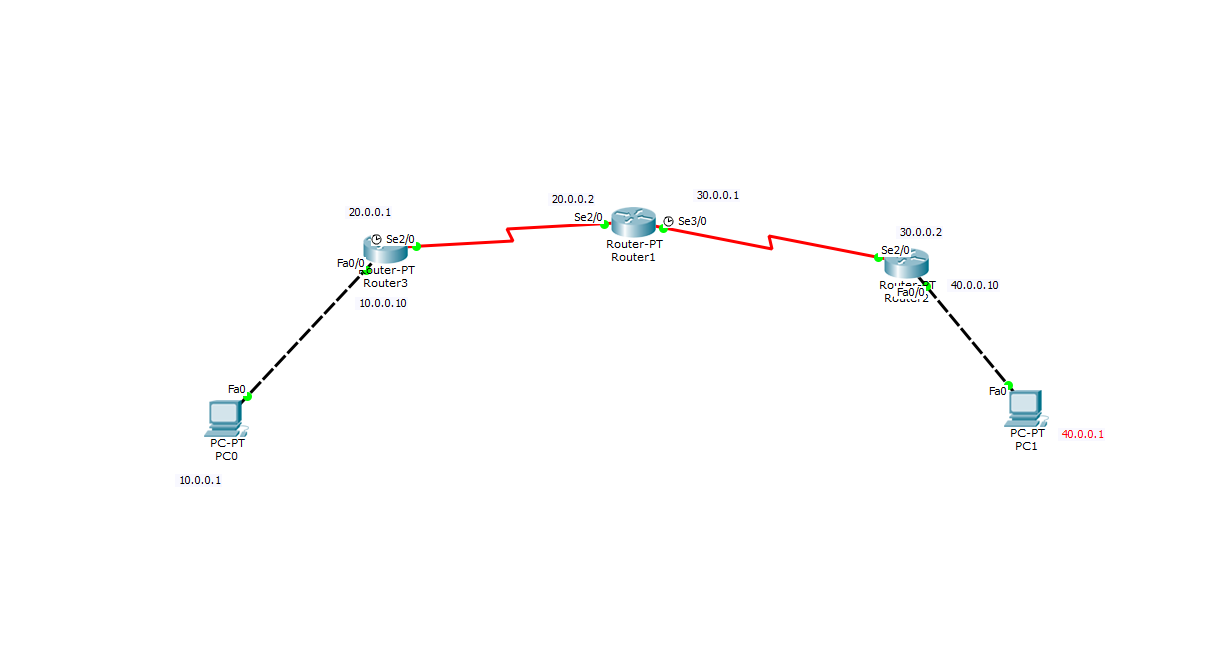 30.0.0.1
20.0.0.2
20.0.0.1
Se2/0
Se3/0
30.0.0.2
Se2/0
Router-PT
Router1
Se2/0
Fa0/0
outer-PT
Router3
40.0.0.10
Fa0/0
Router2
10.0.0.10
Fa0
Fa0
PC-PT
PC1
40.0.0.1
PC-PT
PC0
10.0.0.1